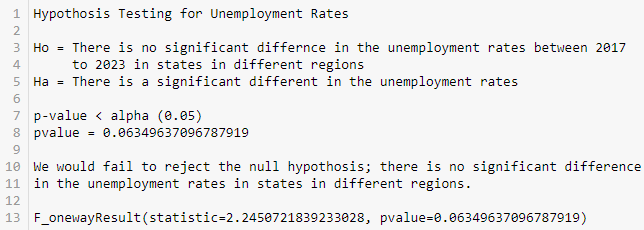 1 Hypothosis Testing for Unemployment Rates
2
3 Ho = There is no significant differnce in the unemployment rates between 2017
4 to 2023 in states in different regions
5 Ha = There is a significant different in the unemployment rates
6
7 p-value < alpha (0.05)
8 pvalue = 0.06349637096787919
9
10 We would fail to reject the null hypothosis; there is no significant difference
11 in the unemployment rates in states in different regions.
12
13 F_onewayResult(statistic=2.2450721839233028, pvalue=0.06349637096787919)